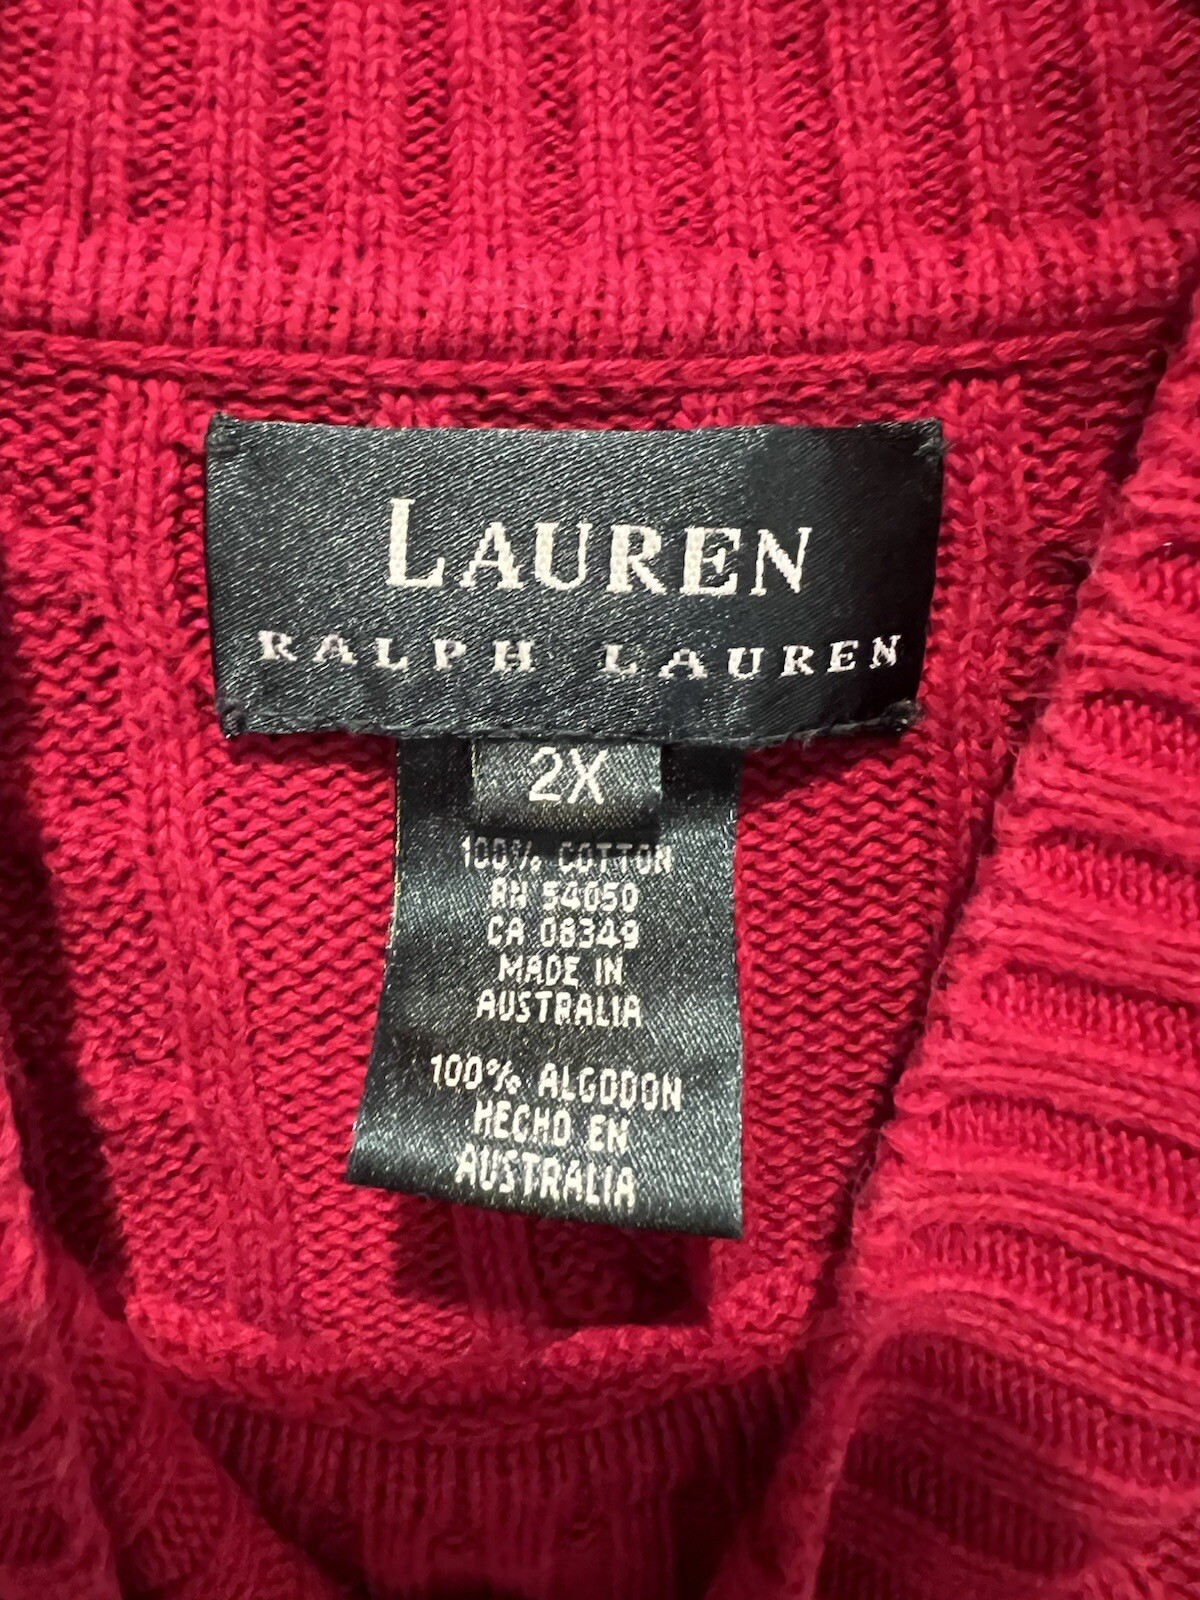 LAUREN
RALPH LAUREN
2X
100% COTTON
RN 54050
CA 08349
MADE IN
AUSTRALIA
100% ALGODON
HECHO EN
AUSTRALIA